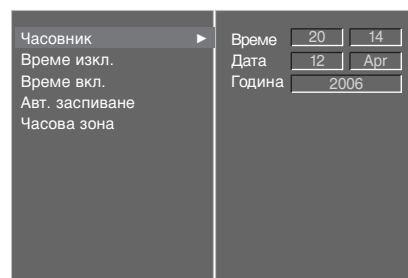 Часовник ►
Време изкл.
Време вкл.
Авт. заспиване
Часова зона
Време 20 14
Дата 12 Apr
Година 2006